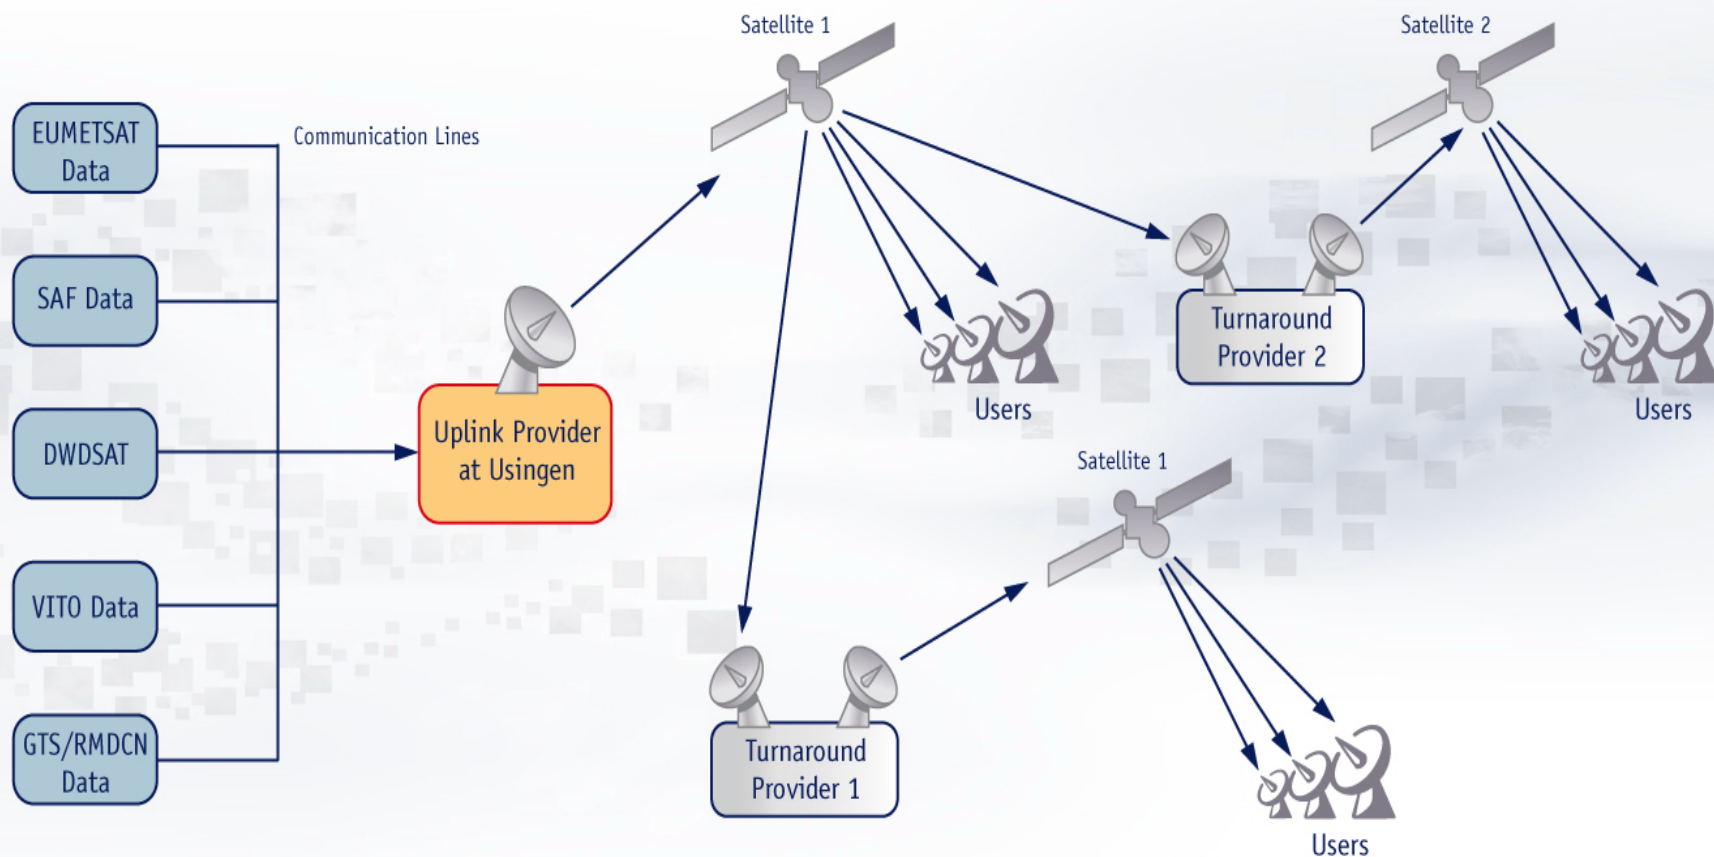 Satellite 1
Satellite 2
EUMETSAT
Data
Communication Lines
SAF Data
Turnaround
Provider 2
Users
Users
Uplink Provider
at Usingen
DWDSAT
Satellite 1
VITO Data
GTS/RMDCN
Data
Turnaround
Provider 1
Users